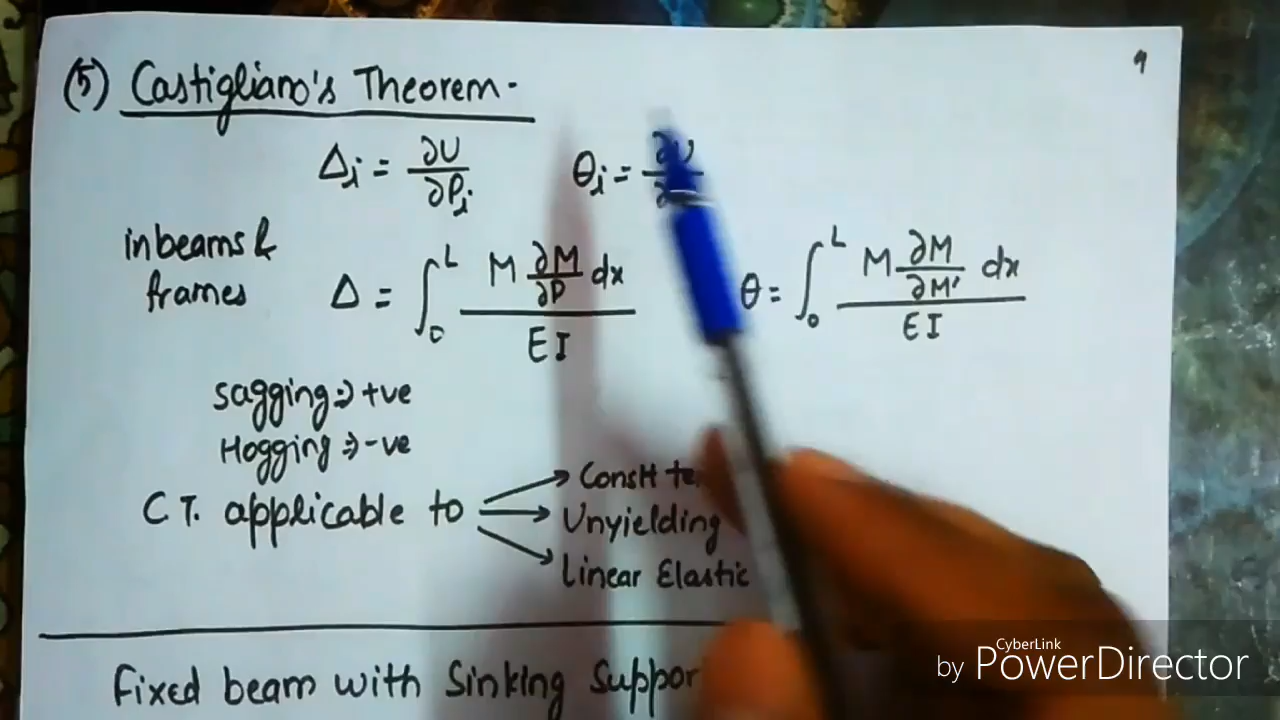 9
(5) Castigliano's Theorem-
Δi = ∂U/∂Pi θi = ∂U/
in beams &
frames
Δ = ∫₀ᴸ M ∂M/∂P dx / EI θ = ∫₀ᴸ M ∂M/∂M' dx / EI
Sagging ⇒ +ve
Hogging ⇒ -ve
C.T. applicable to
→ Unyielding
→ Linear Elastic
Fixed beam with Sinking
CyberLink
by PowerDirector